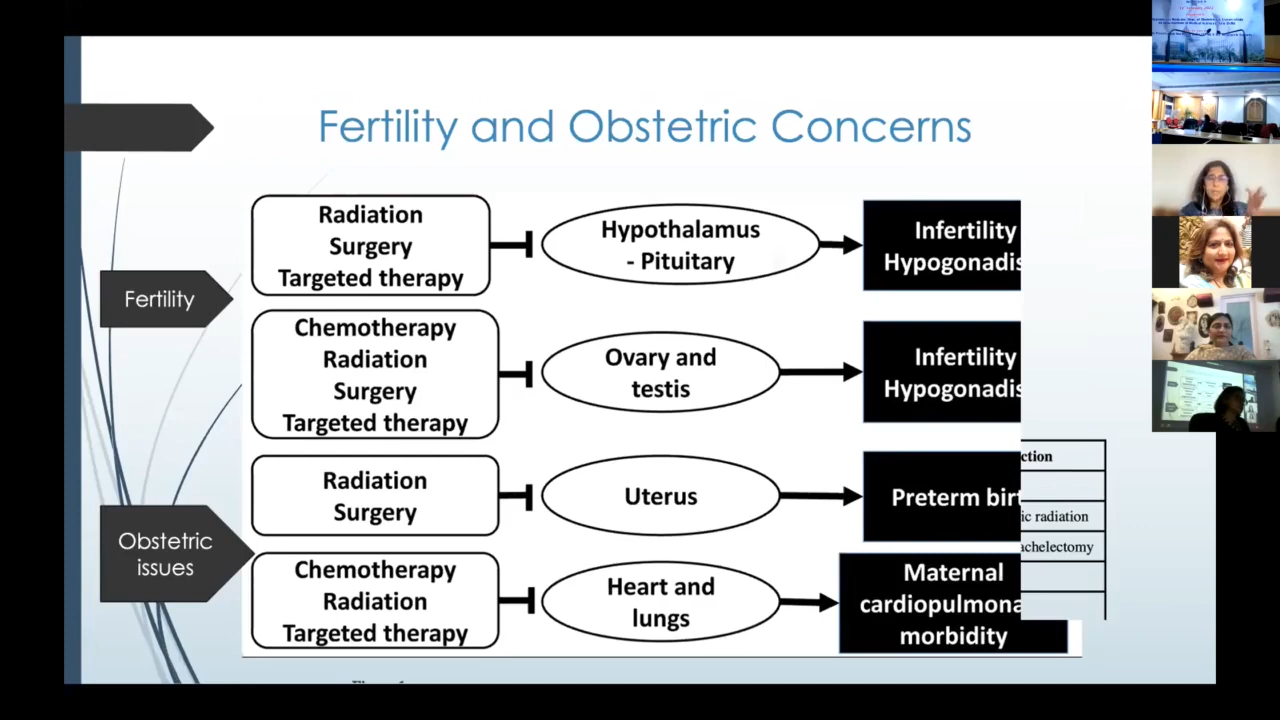 Fertility and Obstetric Concerns
Radiation
Surgery
Targeted therapy
Hypothalamus
- Pituitary
Infertility
Hypogonadis
Fertility
Chemotherapy
Radiation
Surgery
Targeted therapy
Ovary and
testis
Infertility
Hypogonadis
Radiation
Surgery
Uterus
Preterm birt
Obstetric
issues
Chemotherapy
Radiation
Targeted therapy
Heart and
lungs
Maternal
cardiopulmona
morbidity
ction
ic radiation
achelectomy